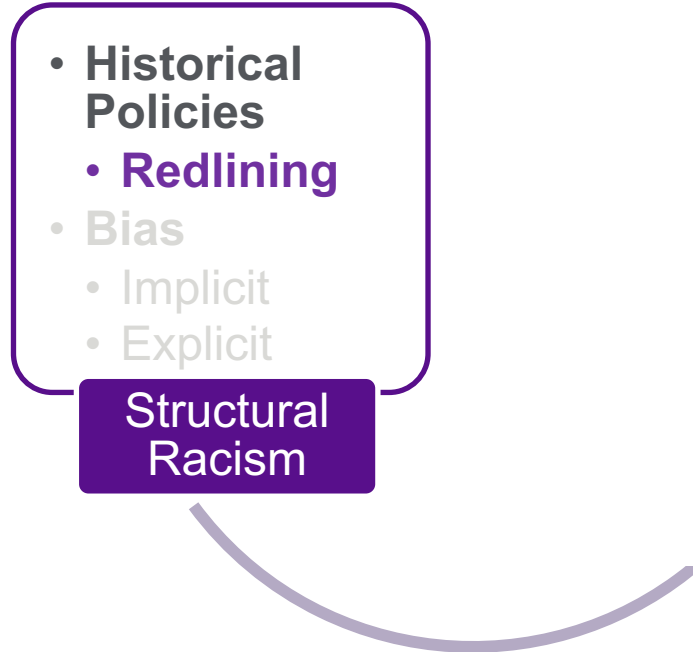 • Historical
Policies
• Redlining
• Bias
• Implicit
• Explicit
Structural
Racism